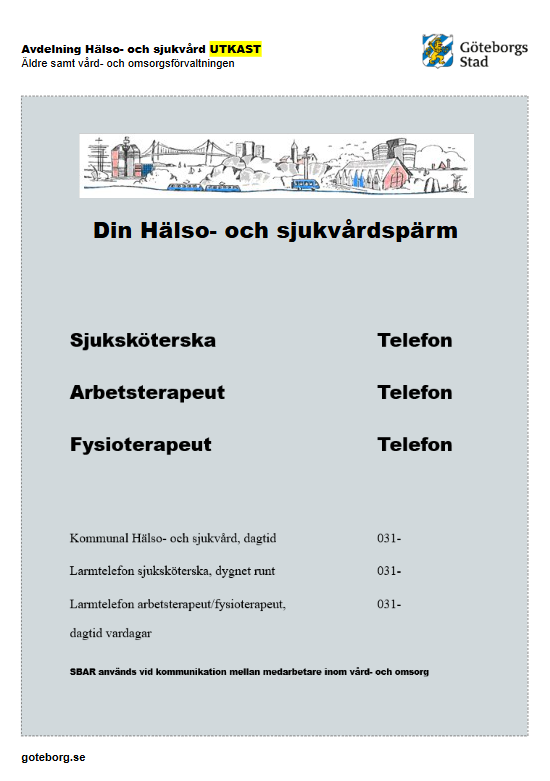 Avdelning Hälso- och sjukvård UTKAST
Äldre samt vård- och omsorgsförvaltningen
Göteborgs
Stad
Din Hälso- och sjukvårdspärm
Sjuksköterska Telefon
Arbetsterapeut Telefon
Fysioterapeut Telefon
Kommunal Hälso- och sjukvård, dagtid 031-
Larmtelefon sjuksköterska, dygnet runt 031-
Larmtelefon arbetsterapeut/fysioterapeut, 031-
dagtid vardagar
SBAR används vid kommunikation mellan medarbetare inom vård- och omsorg
goteborg.se